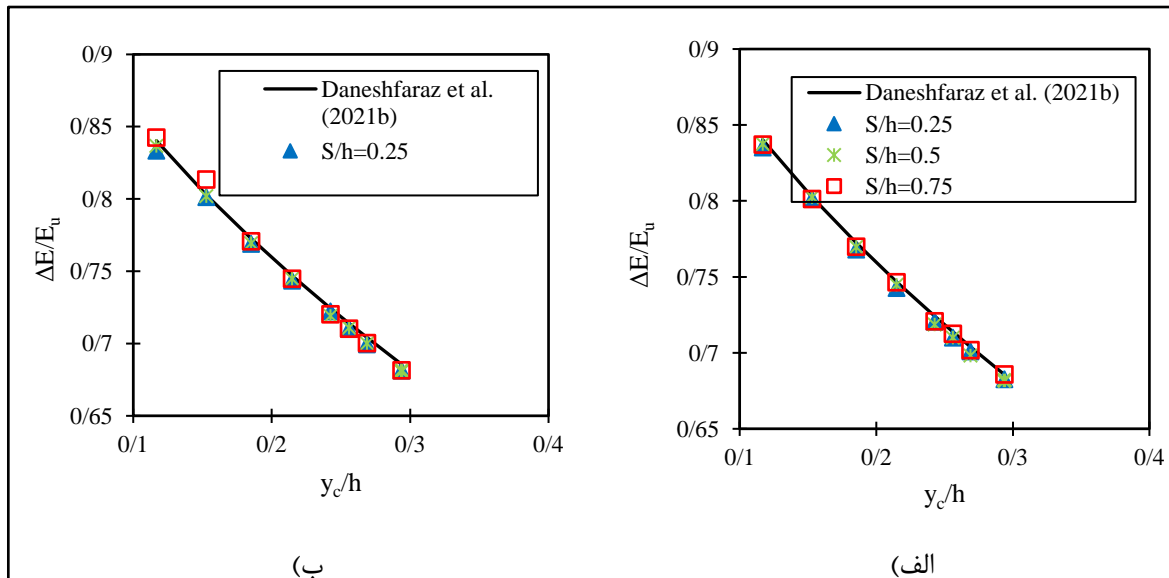 0/9
0/85
0/8
0/75
0/7
0/65
ΔE/Eu
Daneshfaraz et al.
(2021b)
S/h=0.25
0/1 0/2 0/3 0/4
yc/h
ب)
0/9
0/85
0/8
0/75
0/7
0/65
ΔE/Eu
Daneshfaraz et al. (2021b)
S/h=0.25
S/h=0.5
S/h=0.75
0/1 0/2 0/3 0/4
yc/h
الف)